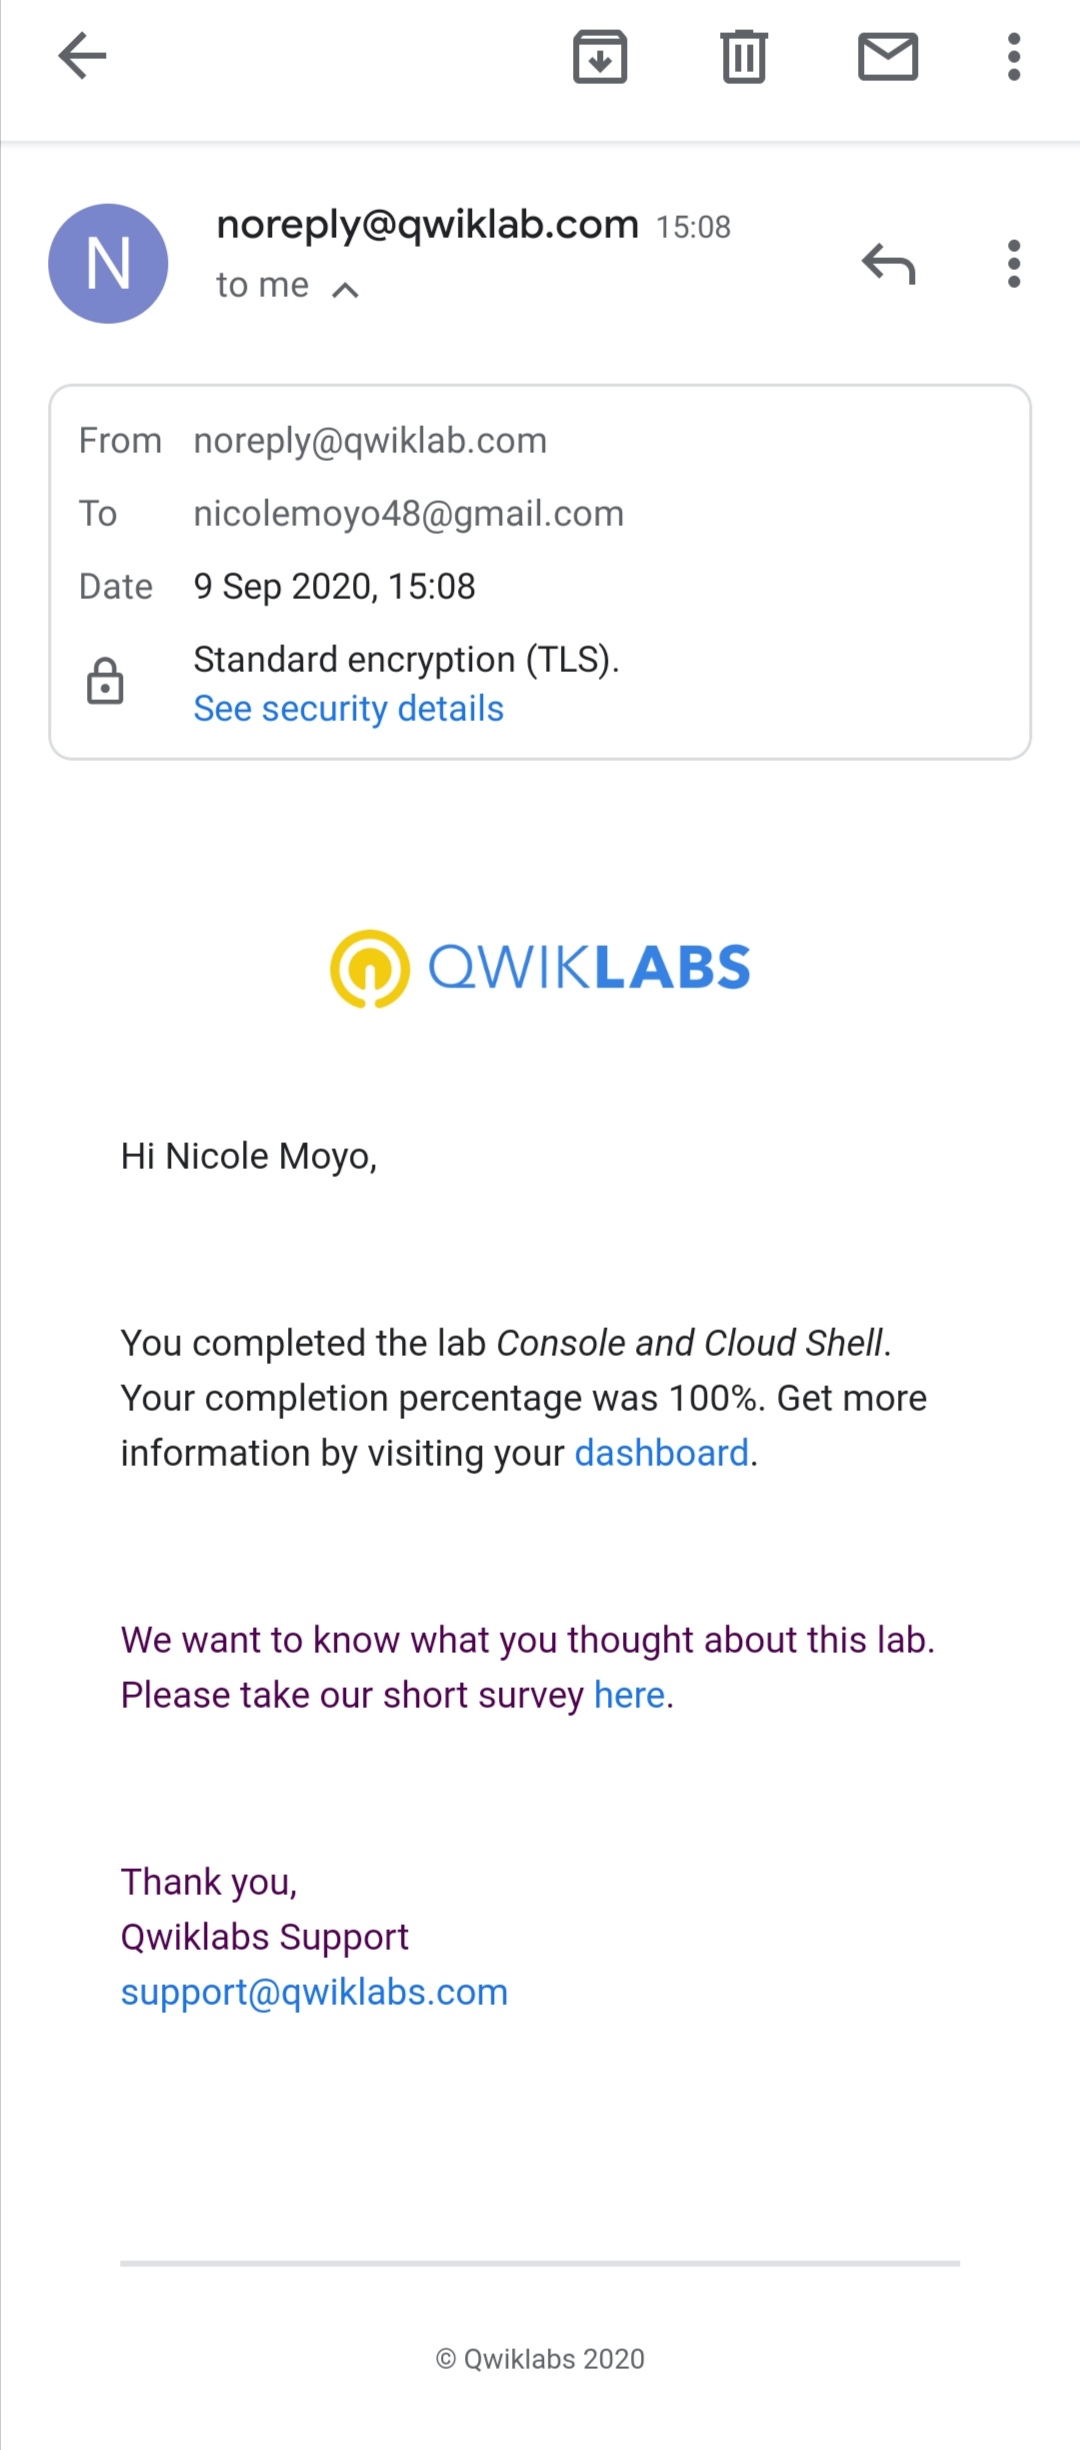 noreply@qwiklab.com 15:08
to me
N
From noreply@qwiklab.com
To nicolemoyo48@gmail.com
Date 9 Sep 2020, 15:08
Standard encryption (TLS).
See security details
QWIKLABS
Hi Nicole Moyo,
You completed the lab Console and Cloud Shell.
Your completion percentage was 100%. Get more
information by visiting your dashboard.
We want to know what you thought about this lab.
Please take our short survey here.
Thank you,
Qwiklabs Support
support@qwiklabs.com
© Qwiklabs 2020